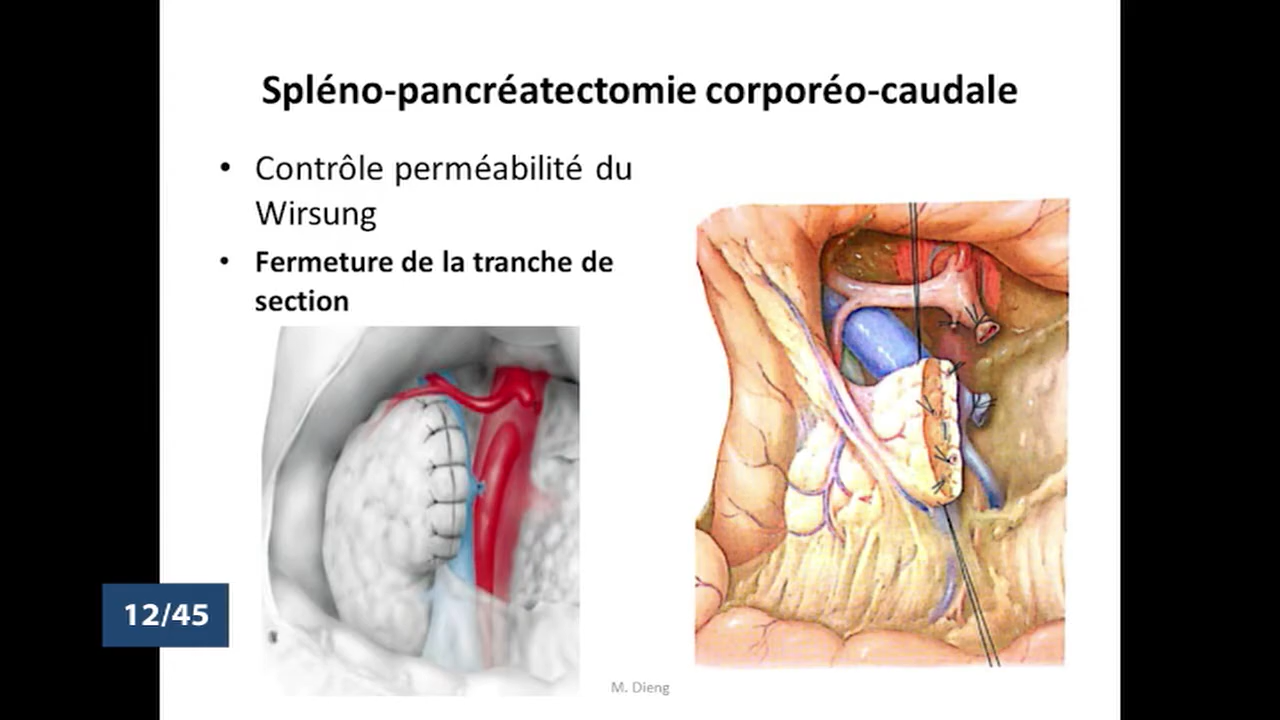 Spléno-pancréatectomie corporéo-caudale
• Contrôle perméabilité du
Wirsung
• Fermeture de la tranche de
section
12/45
M. Dieng